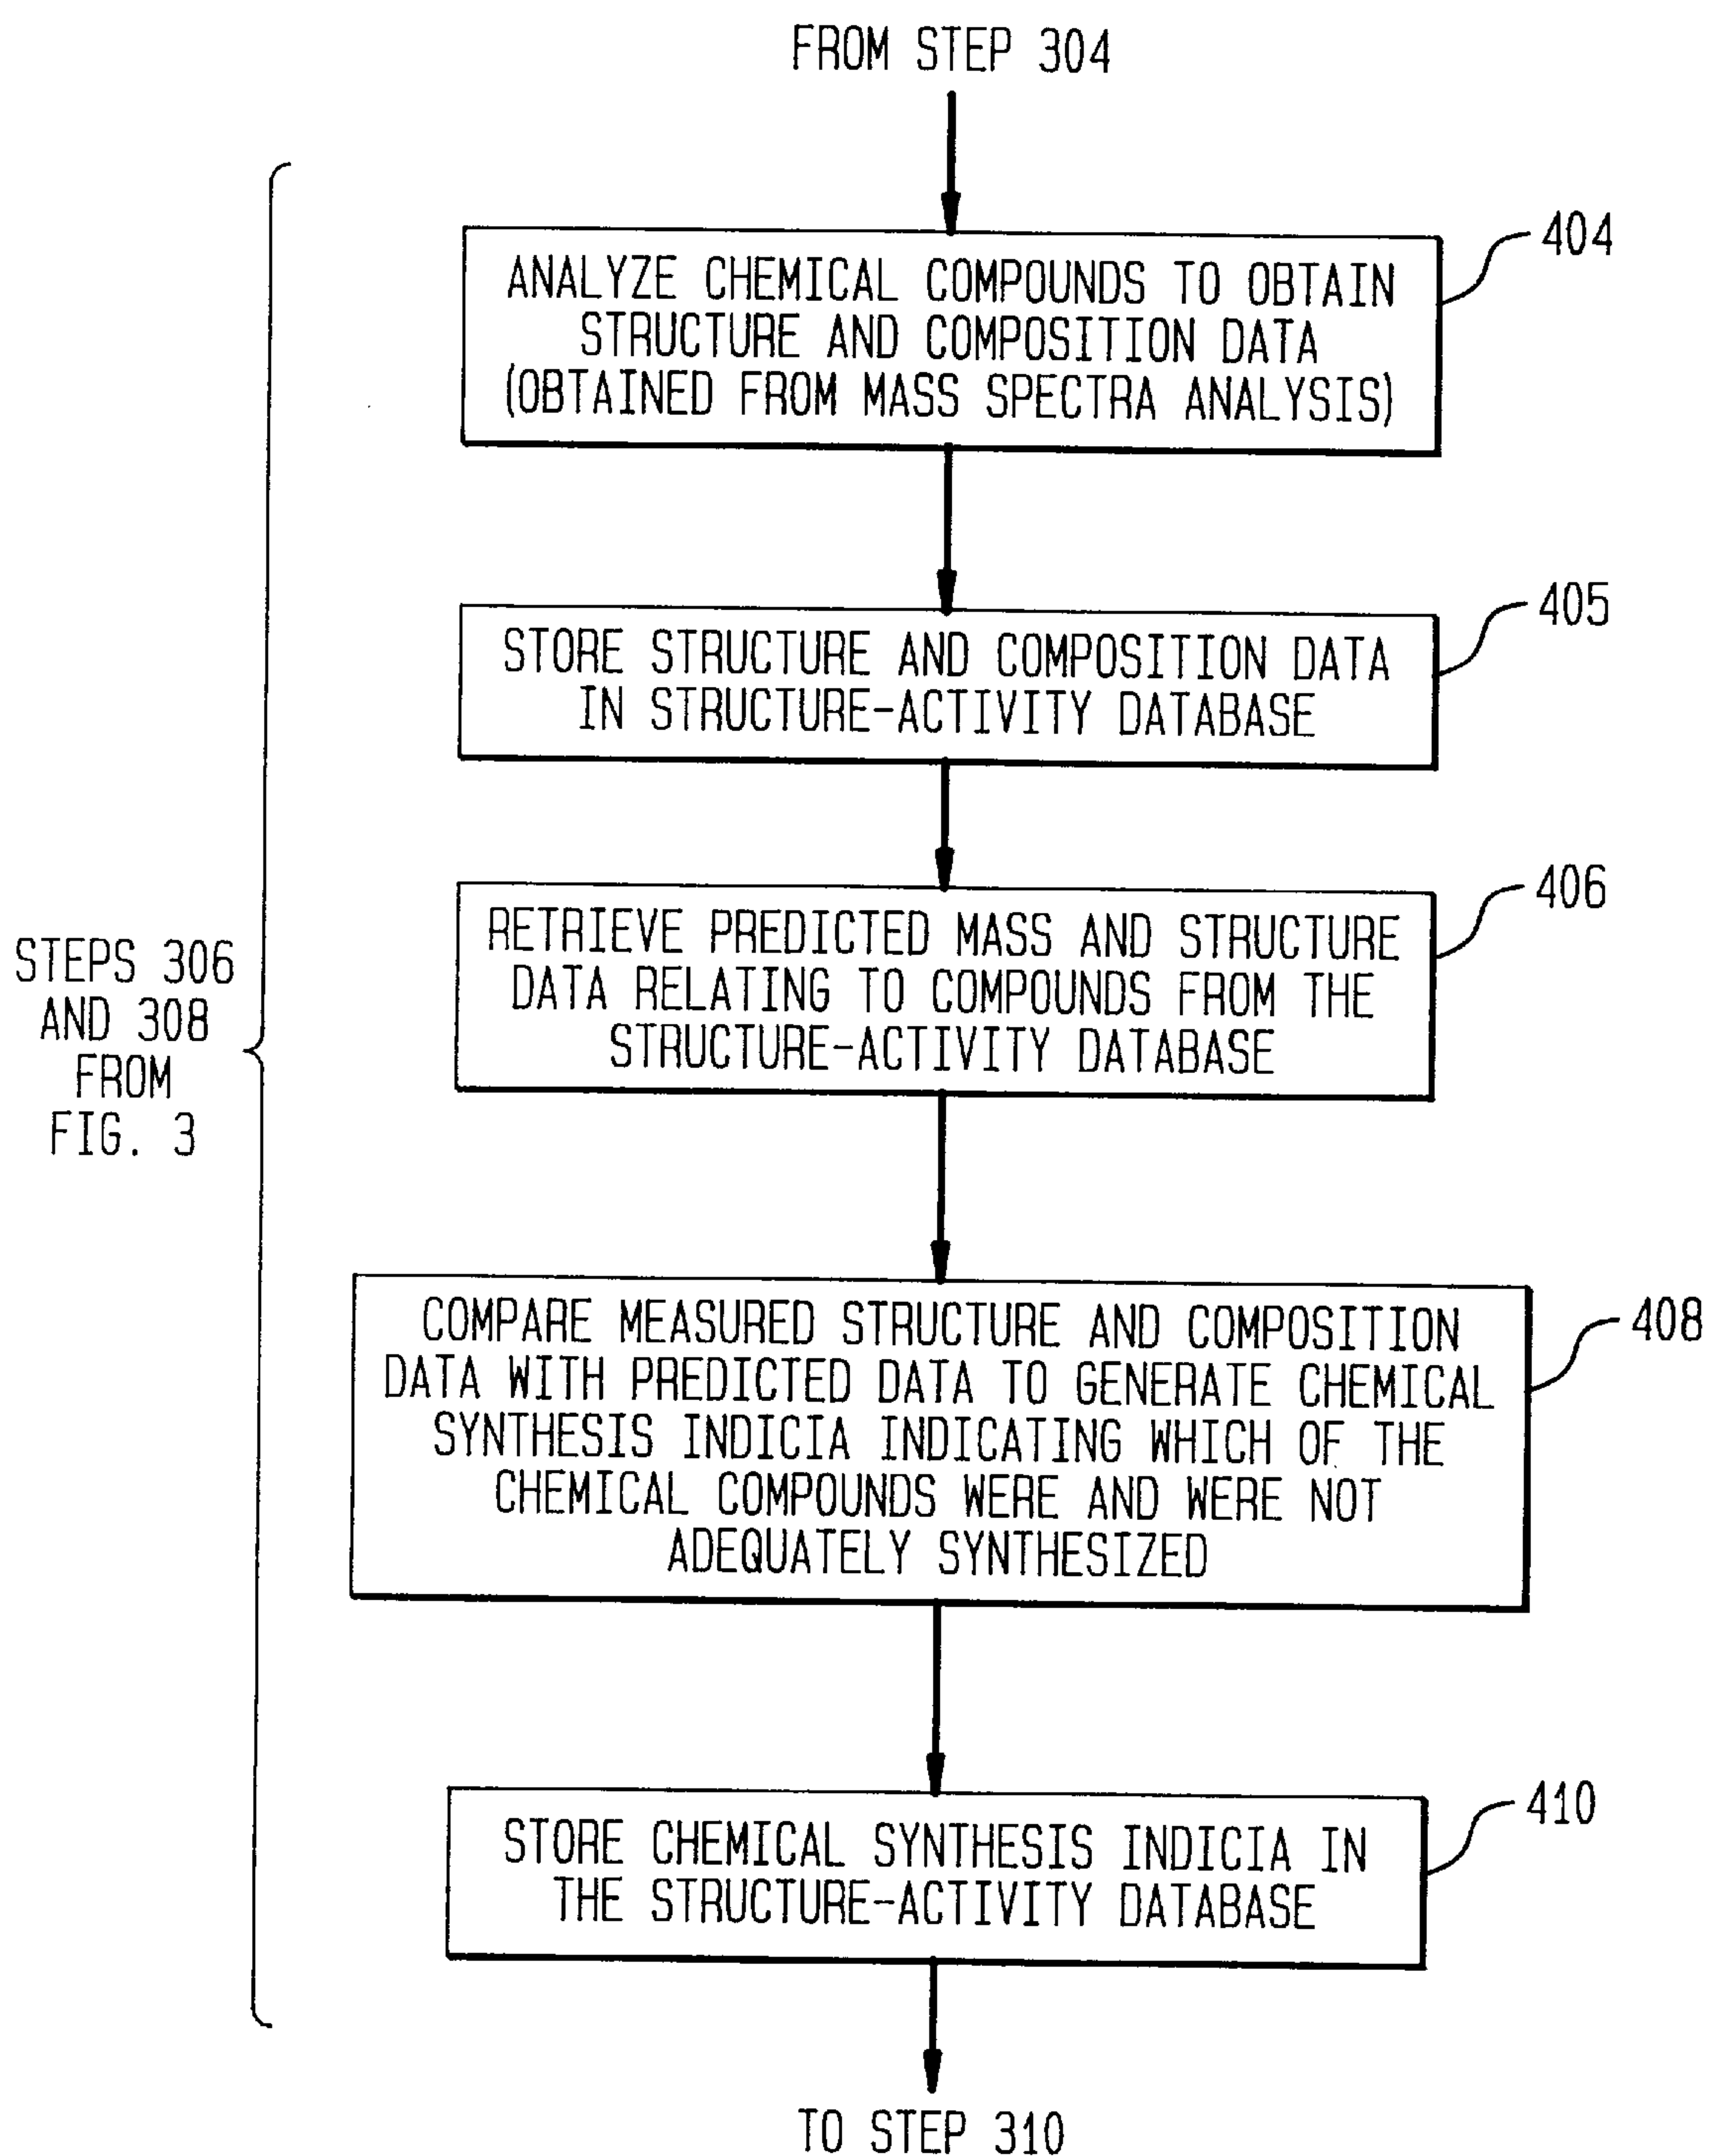 FROM STEP 304
404
ANALYZE CHEMICAL COMPOUNDS TO OBTAIN
STRUCTURE AND COMPOSITION DATA
(OBTAINED FROM MASS SPECTRA ANALYSIS)
405
STORE STRUCTURE AND COMPOSITION DATA
IN STRUCTURE-ACTIVITY DATABASE
406
RETRIEVE PREDICTED MASS AND STRUCTURE
DATA RELATING TO COMPOUNDS FROM THE
STRUCTURE-ACTIVITY DATABASE
STEPS 306
AND 308
FROM
FIG. 3
408
COMPARE MEASURED STRUCTURE AND COMPOSITION
DATA WITH PREDICTED DATA TO GENERATE CHEMICAL
SYNTHESIS INDICIA INDICATING WHICH OF THE
CHEMICAL COMPOUNDS WERE AND WERE NOT
ADEQUATELY SYNTHESIZED
410
STORE CHEMICAL SYNTHESIS INDICIA IN
THE STRUCTURE-ACTIVITY DATABASE
TO STEP 310